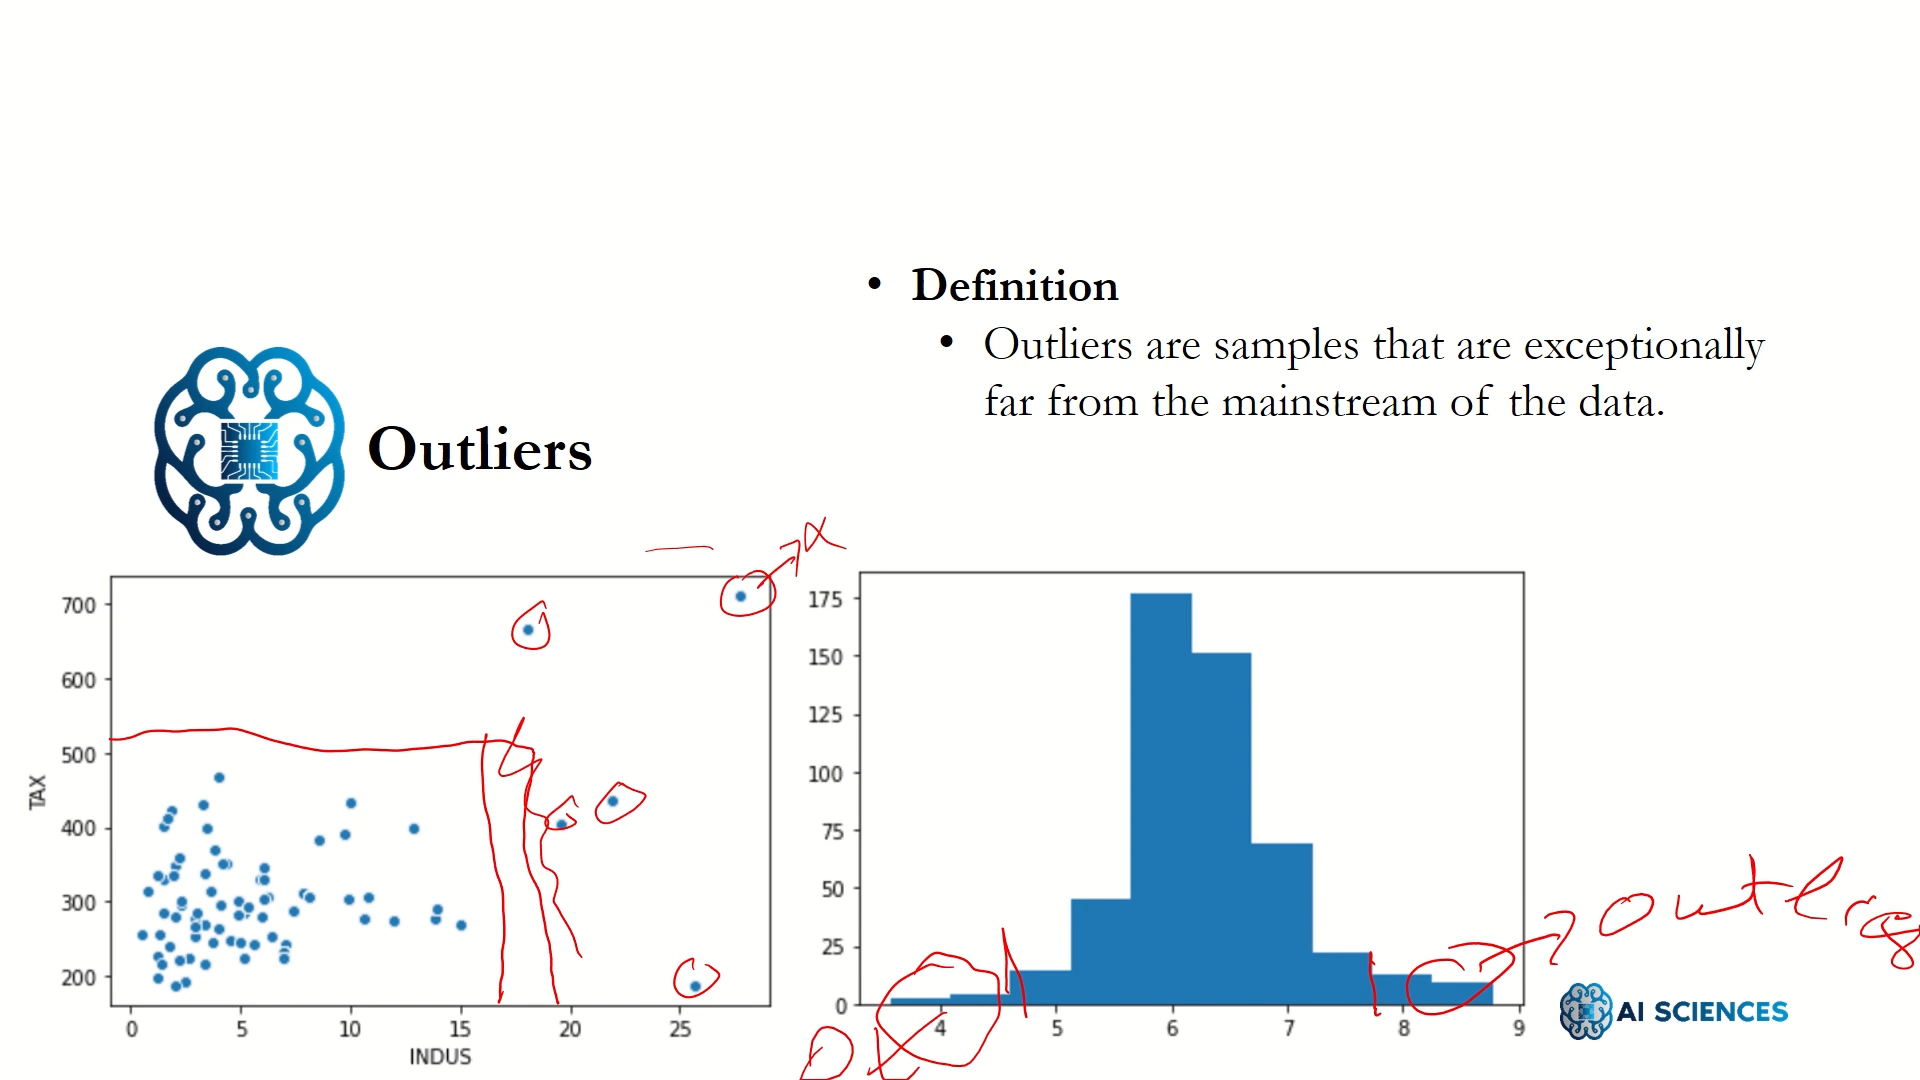 • Definition
• Outliers are samples that are exceptionally
far from the mainstream of the data.
Outliers
700
600
500
400
300
200
TAX
0 5 10 15 20 25
INDUS
175
150
125
100
75
50
25
0
4 5 6 7 8 9
AI SCIENCES